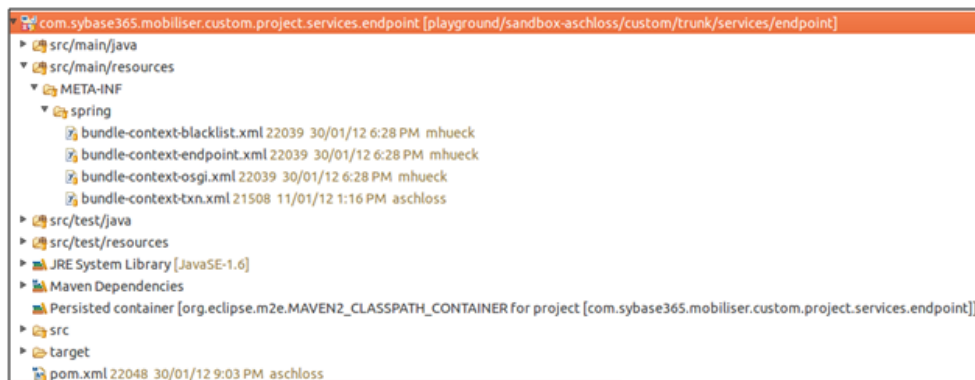 com.sybase365.mobiliser.custom.project.services.endpoint [playground/sandbox-aschloss/custom/trunk/services/endpoint]
src/main/java
src/main/resources
META-INF
spring
bundle-context-blacklist.xml 22039 30/01/12 6:28 PM mhueck
bundle-context-endpoint.xml 22039 30/01/12 6:28 PM mhueck
bundle-context-osgi.xml 22039 30/01/12 6:28 PM mhueck
bundle-context-txn.xml 21508 11/01/12 1:16 PM aschloss
src/test/java
src/test/resources
JRE System Library [JavaSE-1.6]
Maven Dependencies
Persisted container [org.eclipse.m2e.MAVEN2_CLASSPATH_CONTAINER for project [com.sybase365.mobiliser.custom.project.services.endpoint]]
src
target
pom.xml 22048 30/01/12 9:03 PM aschloss